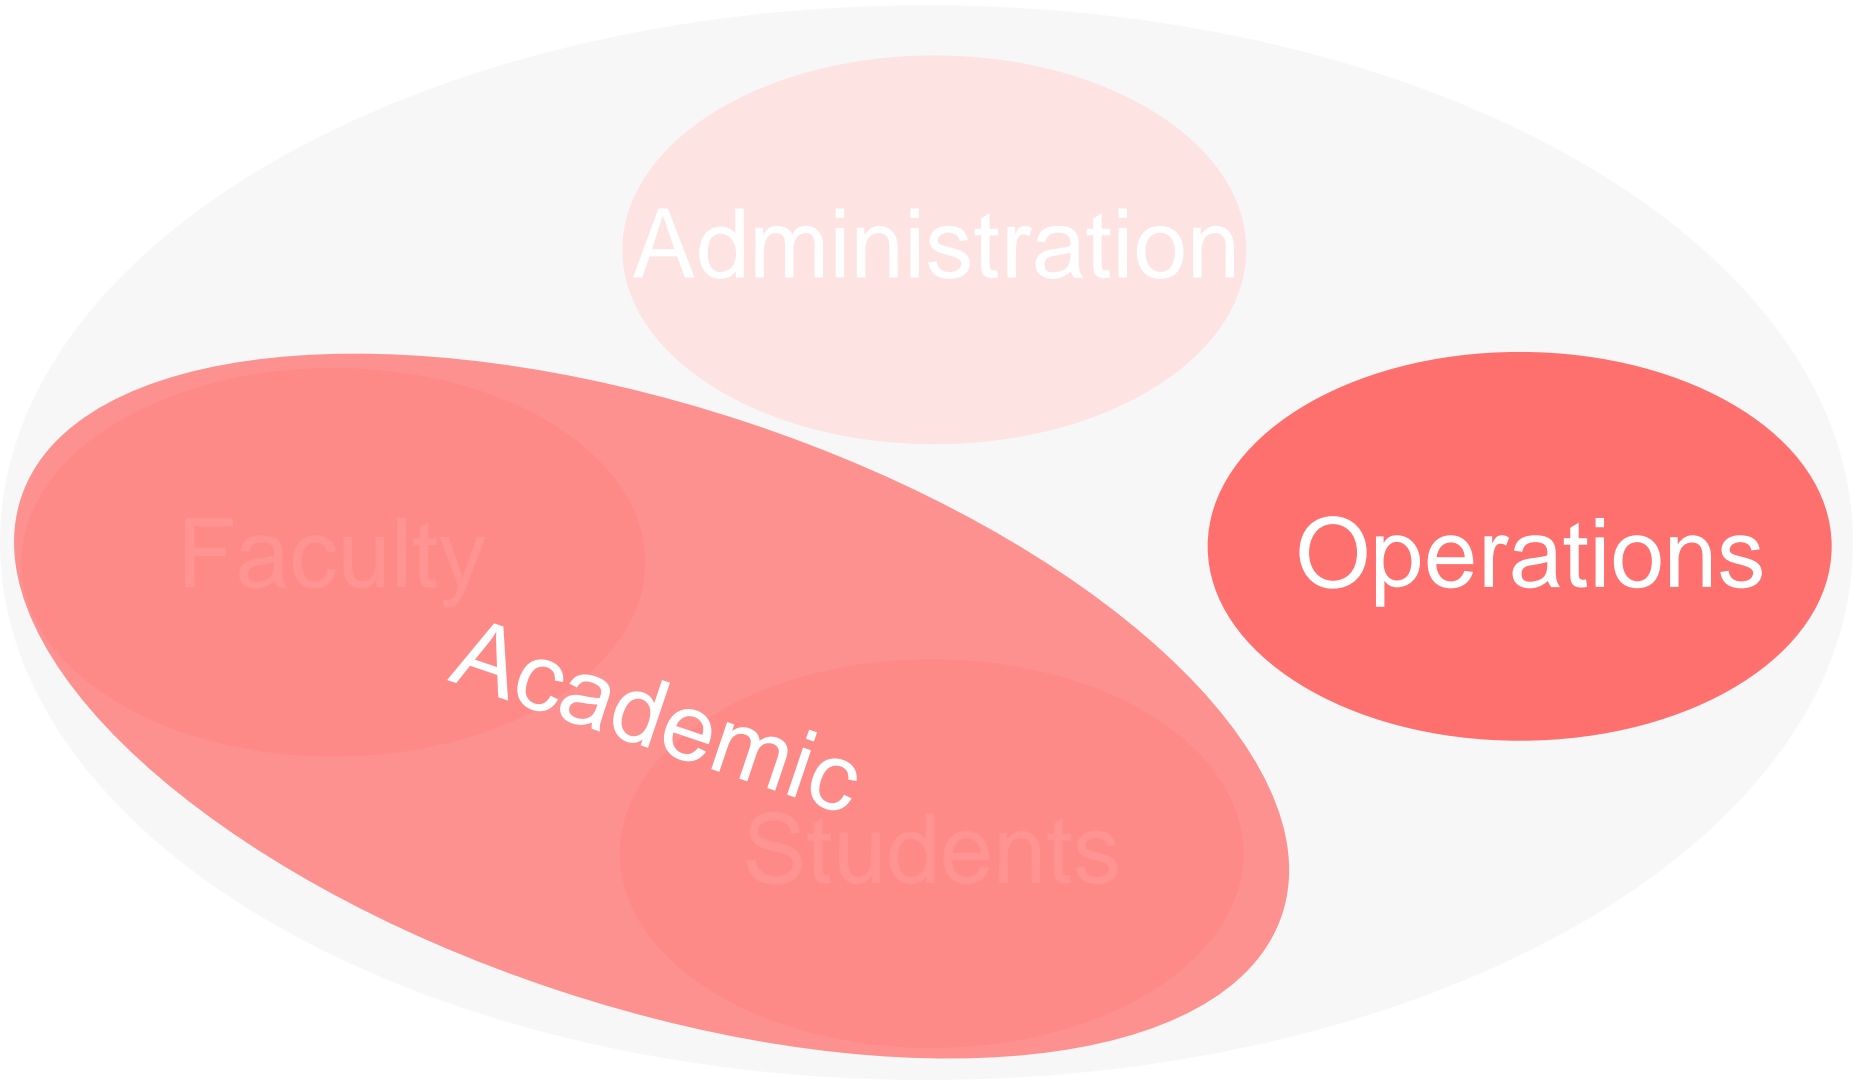 Administration
Faculty
Operations
Academic
Students